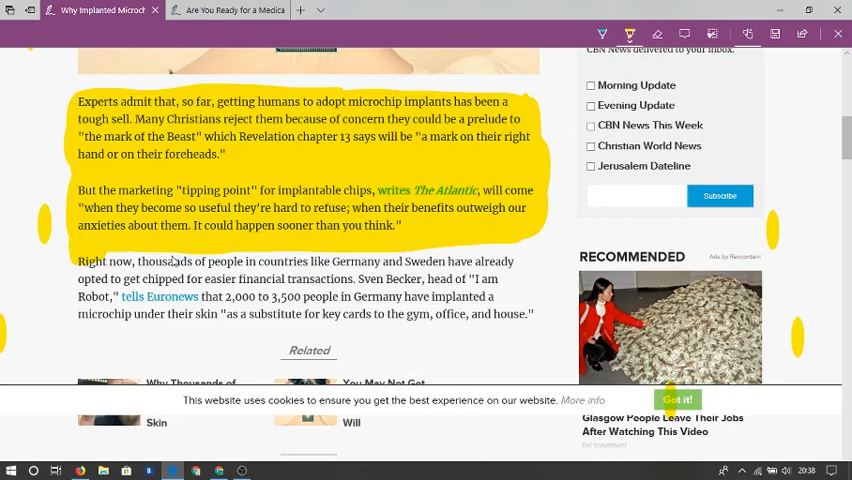 Why Implanted Microch
Are You Ready for a Medica
Experts admit that, so far, getting humans to adopt microchip implants has been a
tough sell. Many Christians reject them because of concern they could be a prelude to
"the mark of the Beast" which Revelation chapter 13 says will be "a mark on their right
hand or on their foreheads."
But the marketing "tipping point" for implantable chips, writes The Atlantic, will come
"when they become so useful they're hard to refuse; when their benefits outweigh our
anxieties about them. It could happen sooner than you think."
Right now, thousands of people in countries like Germany and Sweden have already
opted to get chipped for easier financial transactions. Sven Becker, head of "I am
Robot," tells Euronews that 2,000 to 3,500 people in Germany have implanted a
microchip under their skin "as a substitute for key cards to the gym, office, and house."
Related
Why Thousands of
Skin
You May Not Get
Will
CBN News delivered to your inbox.
Morning Update
Evening Update
CBN News This Week
Christian World News
Jerusalem Dateline
Subscribe
RECOMMENDED
Ads by Revcontent
Glasgow People Leave Their Jobs
After Watching This Video
Est Investment
This website uses cookies to ensure you get the best experience on our website. More info
Got it!
20:38